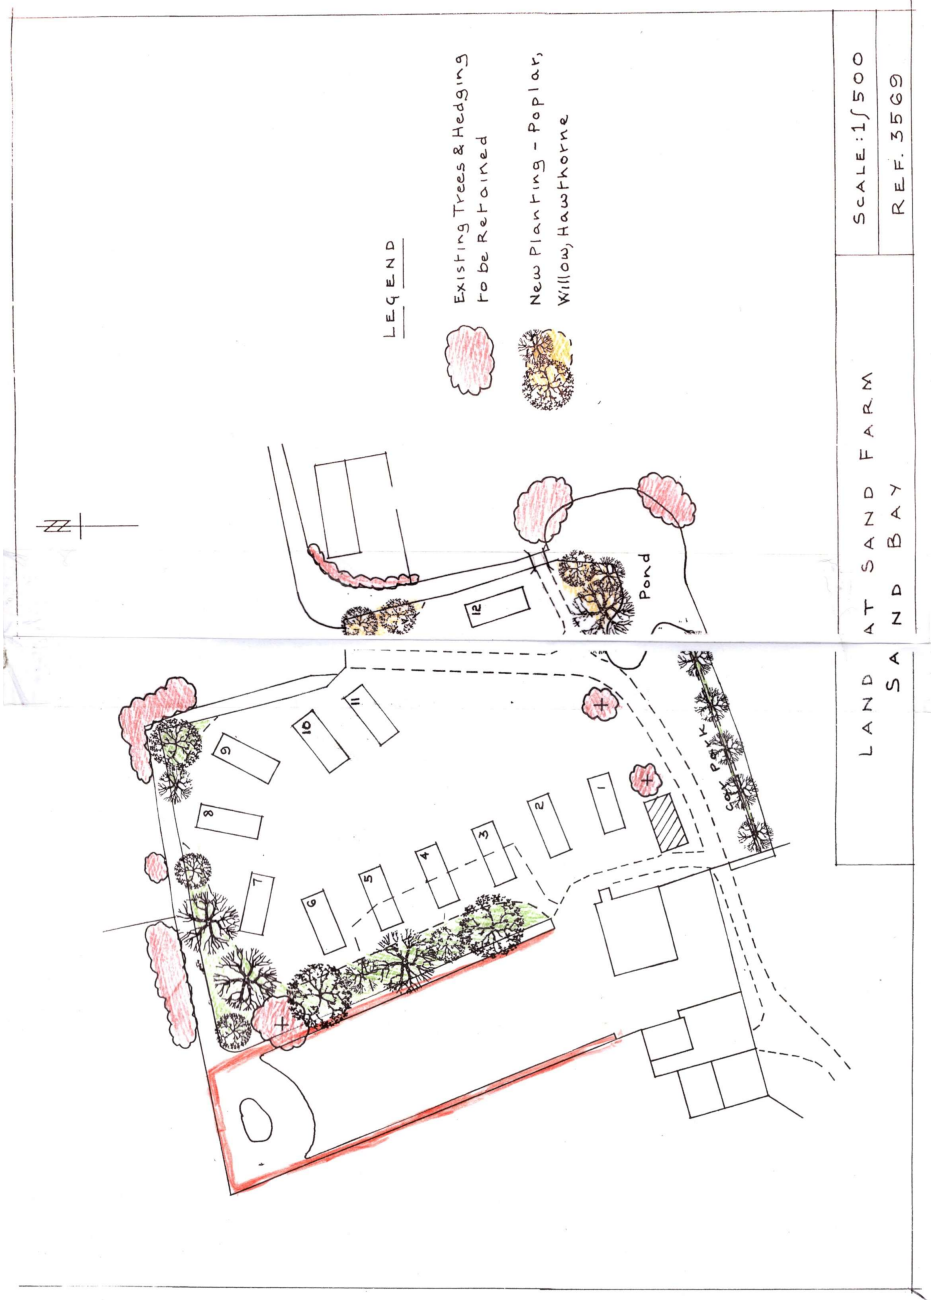 LEGEND
Existing Trees & Hedging
to be Retained
New Planting - Poplar,
Willow, Hawthorne
N
12
Pond
11
10
9
8
7
6
5
4
3
2
1
Car Park
LAND AT SAND FARM
SAND BAY
SCALE: 1/500
REF. 3569